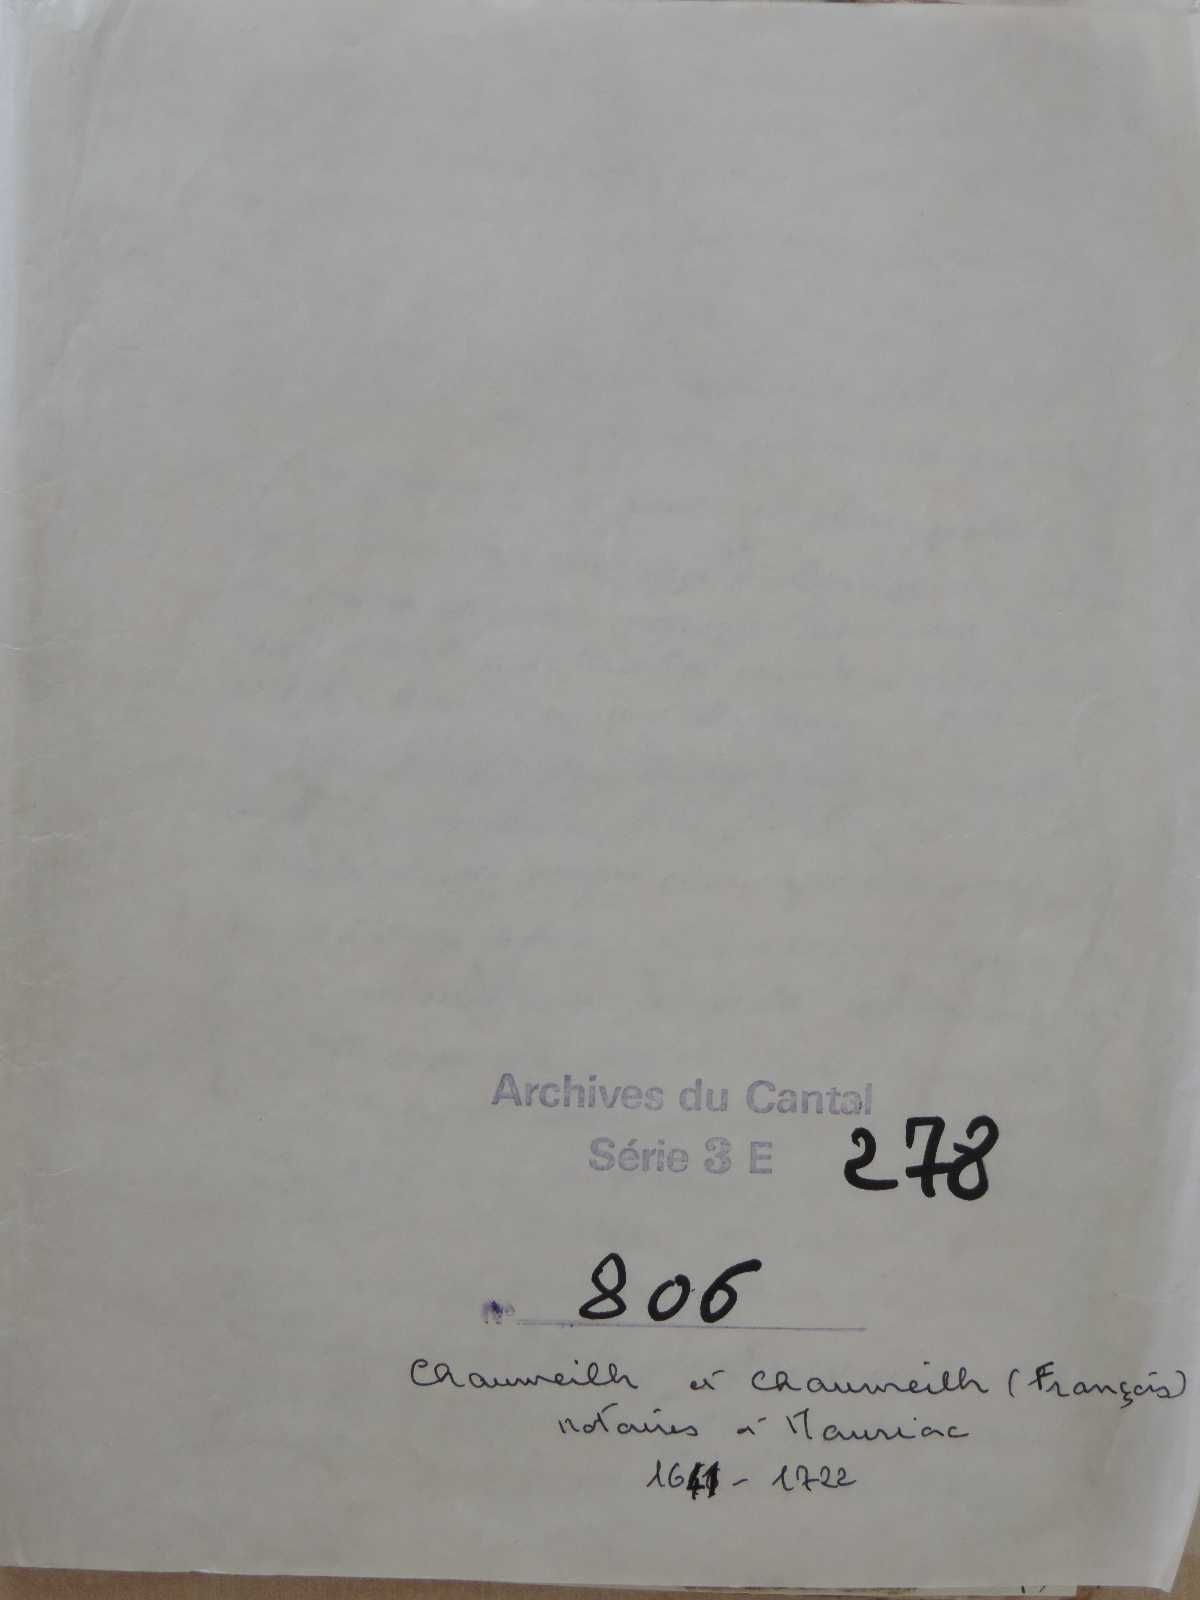 Archives du Cantal
Série 3 E 278
N° 806
Chaumeilh et Chaumeilh (François)
notaires à Mauriac
1641 - 1722